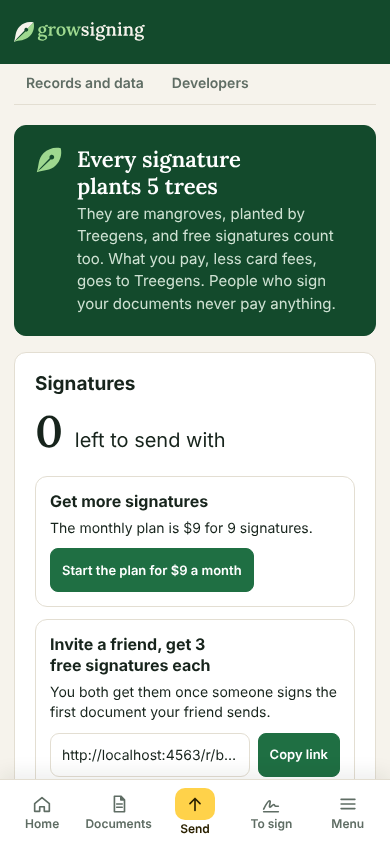 growsigning
Records and data
Developers
Every signature
plants 5 trees
They are mangroves, planted by
Treegens, and free signatures count
too. What you pay, less card fees,
goes to Treegens. People who sign
your documents never pay anything.
Signatures
0 left to send with
Get more signatures
The monthly plan is $9 for 9 signatures.
Start the plan for $9 a month
Invite a friend, get 3
free signatures each
You both get them once someone signs the
first document your friend sends.
http://localhost:4563/r/b...
Copy link
Home
Documents
Send
To sign
Menu